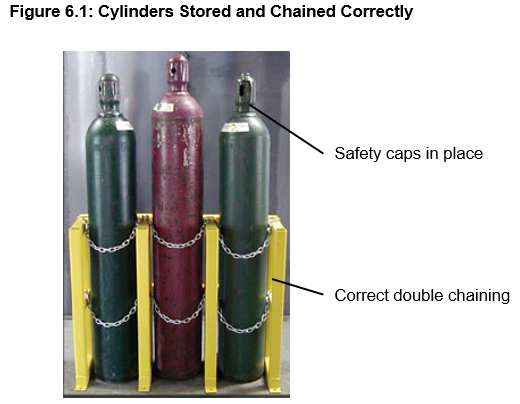 Figure 6.1: Cylinders Stored and Chained Correctly
Safety caps in place
Correct double chaining